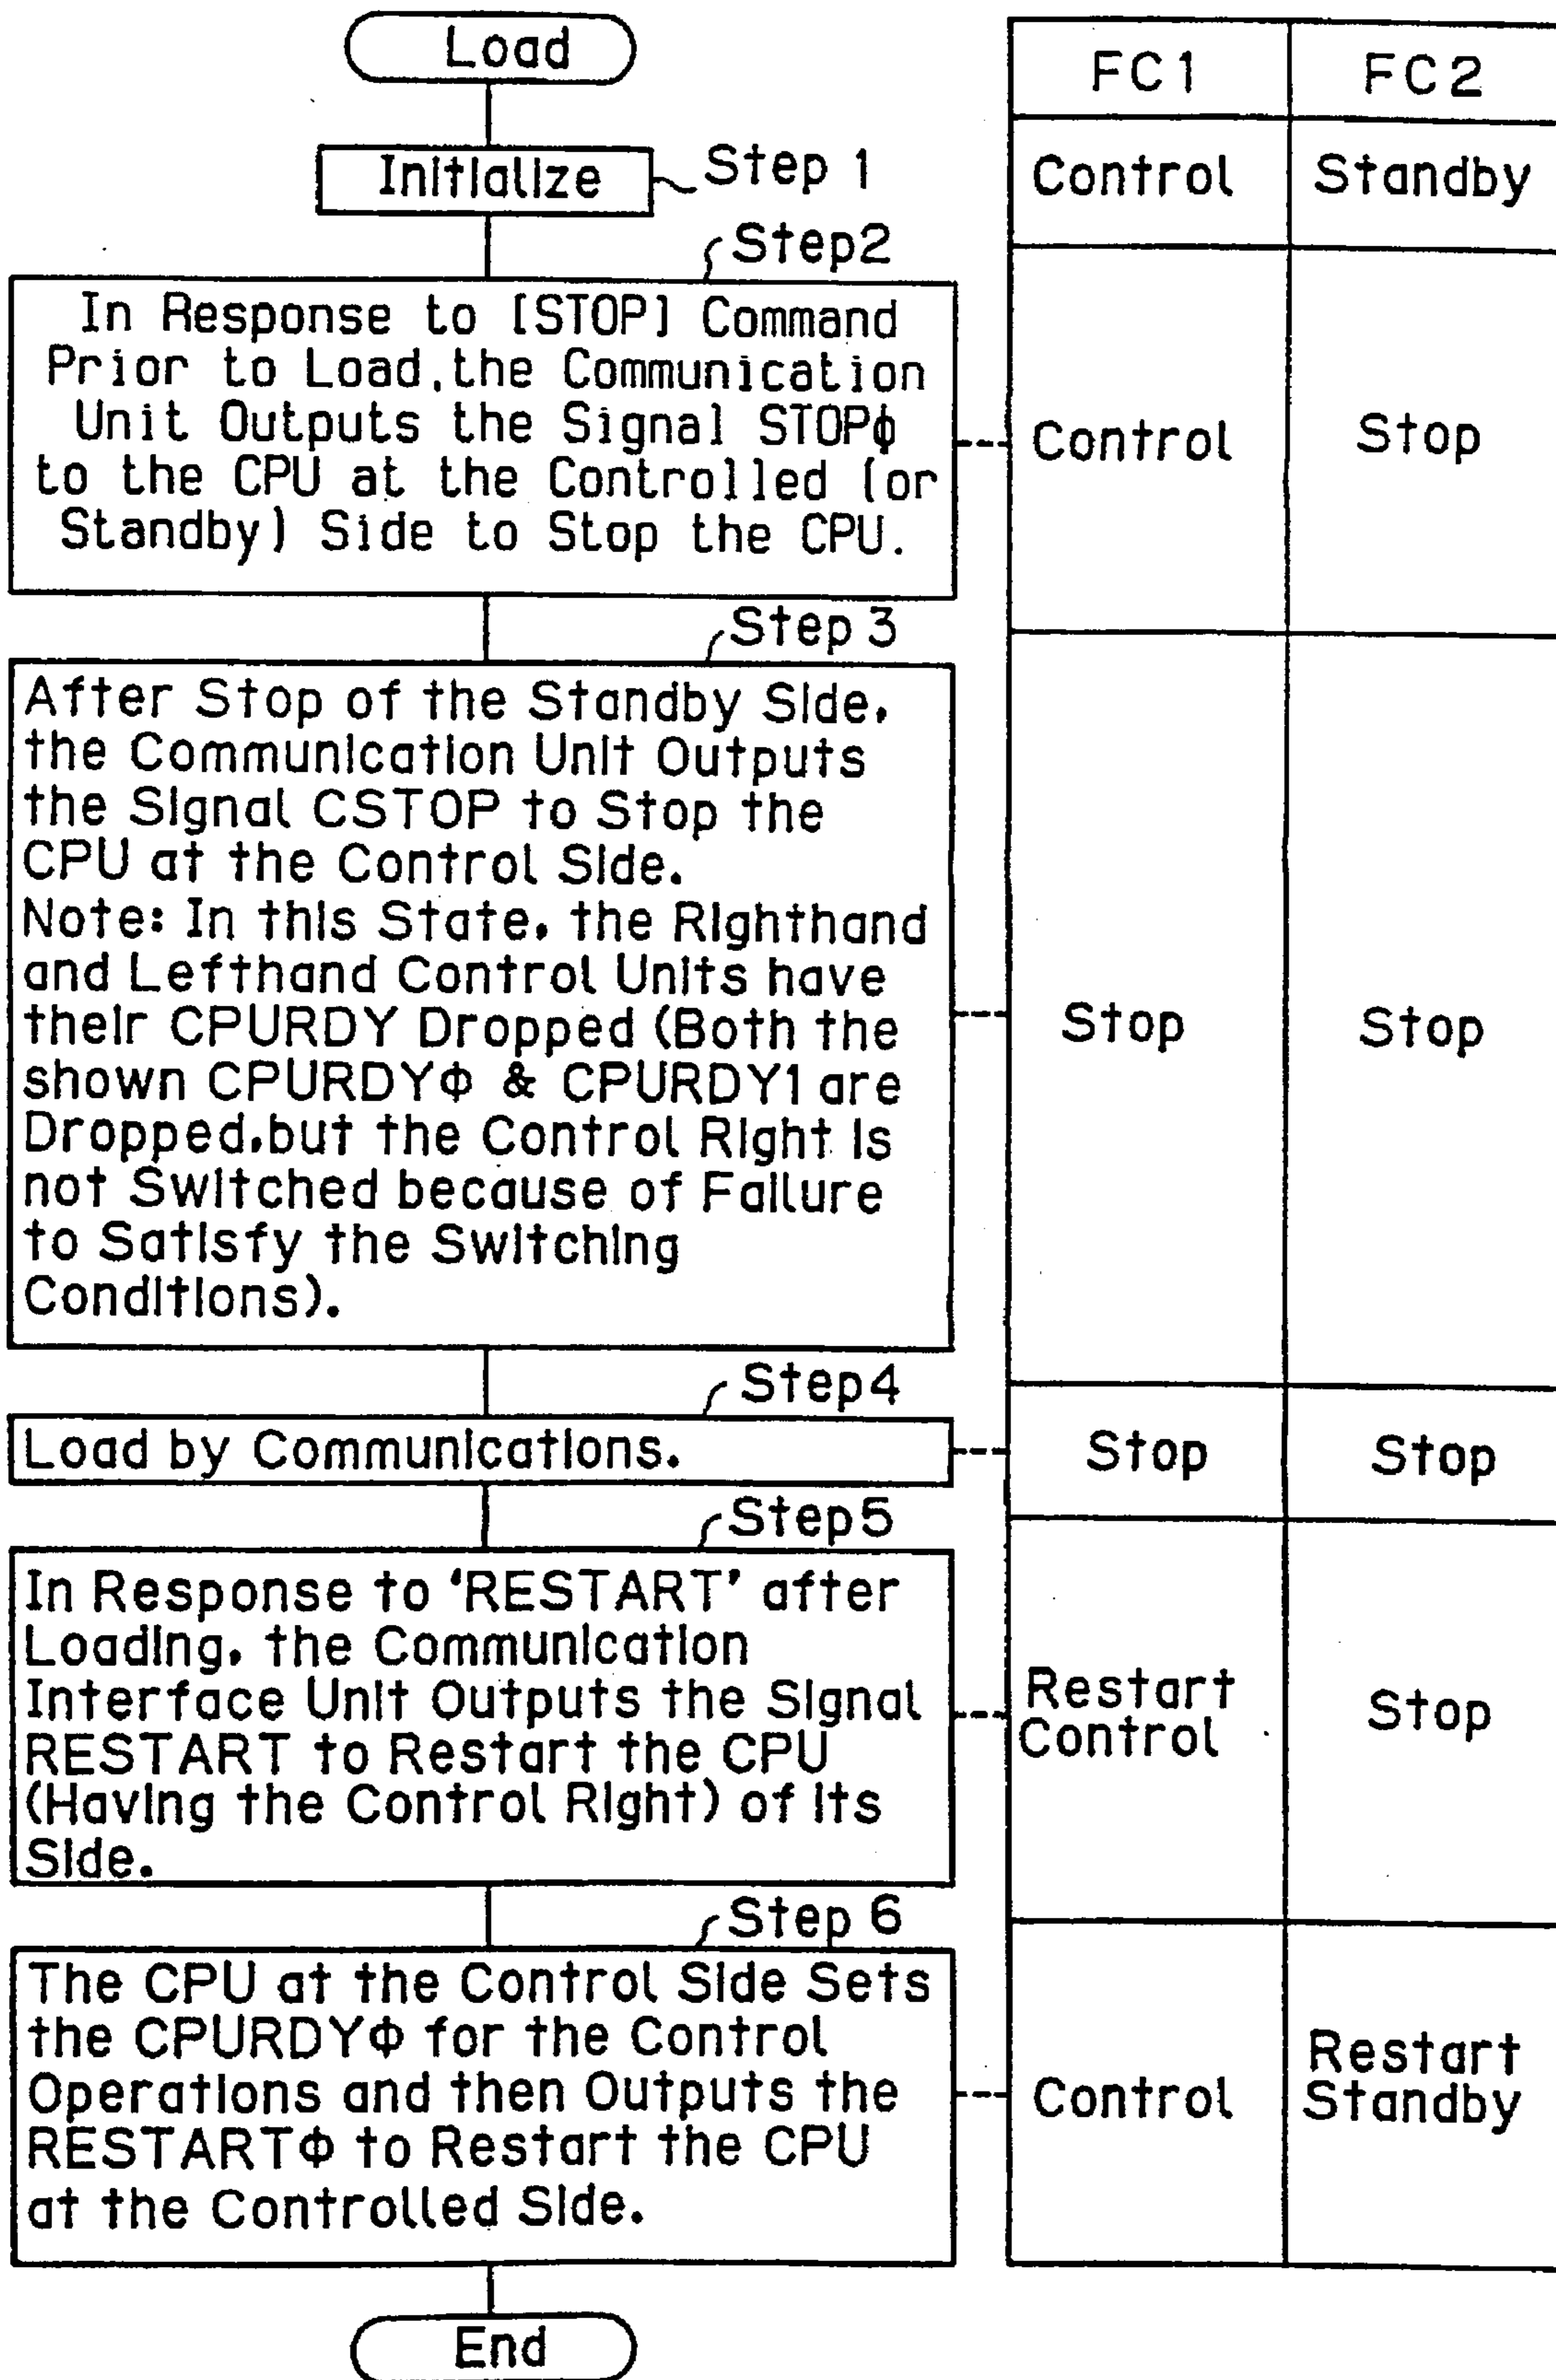 Load
FC1 FC2
Initialize
Step 1
Control Standby
Step2
In Response to [STOP] Command
Prior to Load, the Communication
Unit Outputs the Signal STOPϕ
to the CPU at the Controlled (or
Standby) Side to Stop the CPU.
Control Stop
Step 3
After Stop of the Standby Side,
the Communication Unit Outputs
the Signal CSTOP to Stop the
CPU at the Control Side.
Note: In this State, the Righthand
and Lefthand Control Units have
their CPURDY Dropped (Both the
shown CPURDYΦ & CPURDY1 are
Dropped, but the Control Right is
not Switched because of Failure
to Satisfy the Switching
Conditions).
Stop Stop
Step4
Load by Communications.
Stop Stop
Step5
In Response to 'RESTART' after
Loading, the Communication
Interface Unit Outputs the Signal
RESTART to Restart the CPU
(Having the Control Right) of its
Side.
Restart
Control
Stop
Step 6
The CPU at the Control Side Sets
the CPURDYΦ for the Control
Operations and then Outputs the
RESTARTΦ to Restart the CPU
at the Controlled Side.
Control
Restart
Standby
End